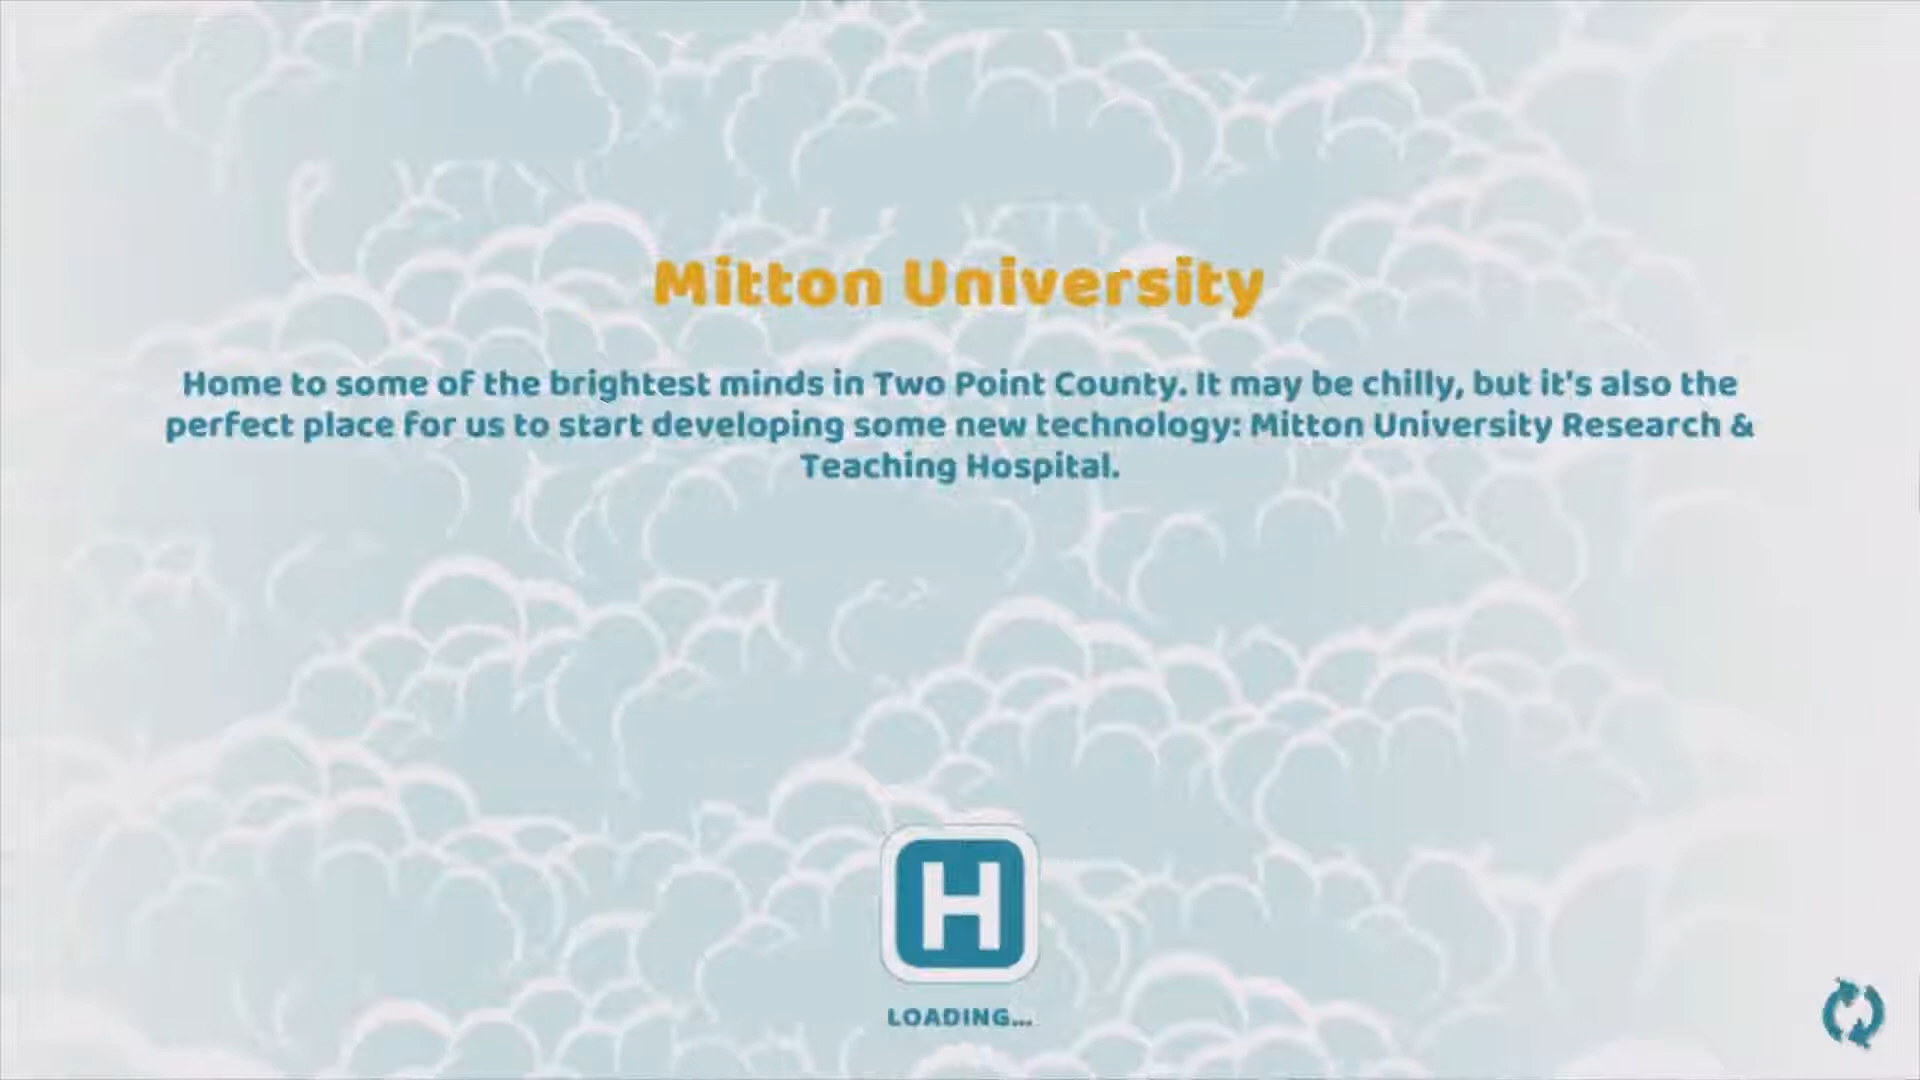 Mitton University
Home to some of the brightest minds in Two Point County. It may be chilly, but it's also the
perfect place for us to start developing some new technology: Mitton University Research &
Teaching Hospital.
H
LOADING...